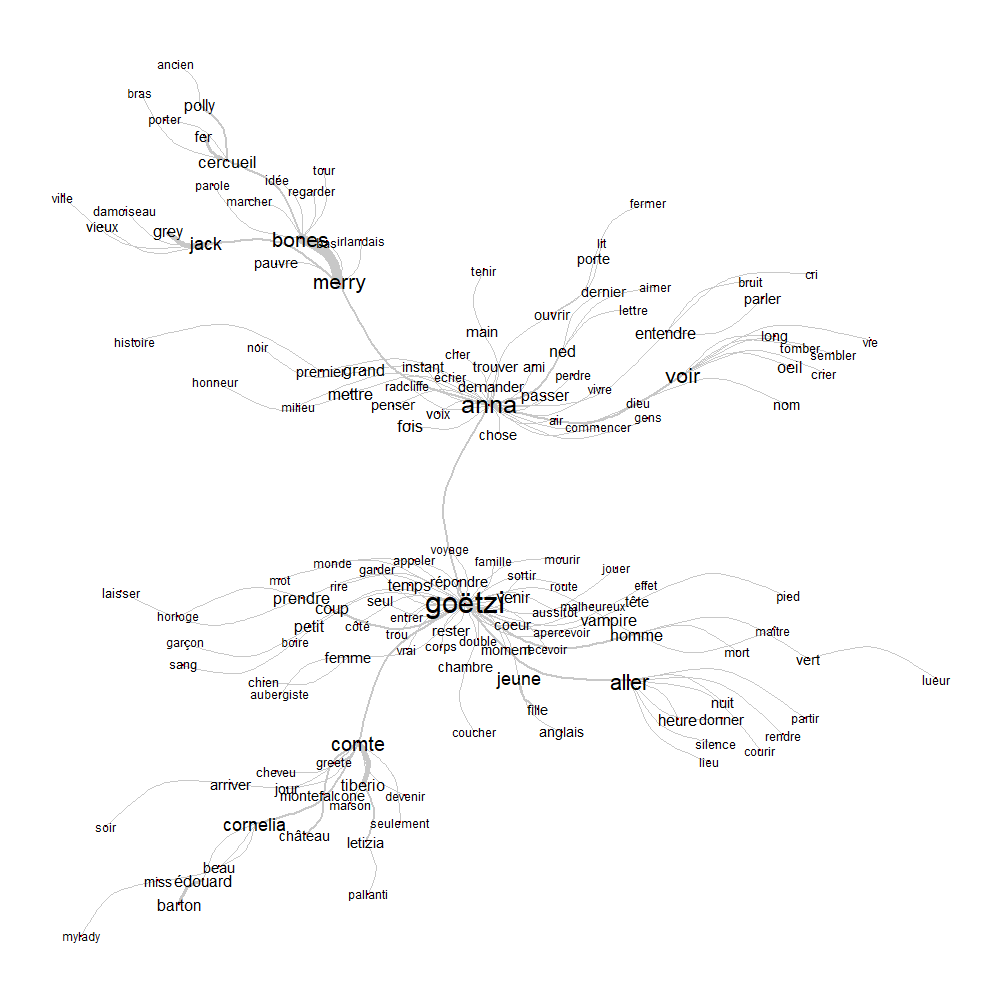 ancien
bras
polly
porter
fer
cercueil
idée
tour
parole
regarder
ville
marcher
damoiseau
vieux
grey
jack
bones
bas
irlandais
pauvre
merry
fermer
lit
porte
tenir
dernier
aimer
bruit
cri
parler
lettre
ouvrir
main
entendre
histoire
noir
cher
ned
long
vie
tomber
sembler
oeil
crier
premier
grand
instant
trouver
ami
écrier
perdre
voir
honneur
mettre
radcliffe
demander
vivre
milieu
penser
voix
anna
passer
dieu
nom
fois
air
gens
commencer
chose
voyage
monde
appeler
famille
mourir
garder
jouer
mot
rire
temps
répondre
sortir
route
effet
laisser
prendre
coup
seul
goëtzi
venir
malheureux
tête
pied
horloge
entrer
aussitôt
vampire
petit
côté
trou
rester
coeur
apercevoir
homme
maître
garçon
boire
vrai
corps
double
moment
recevoir
mort
vert
sang
femme
chambre
chien
aubergiste
jeune
aller
lueur
fille
nuit
heure
donner
partir
coucher
anglais
silence
rendre
courir
lieu
comte
greete
cheveu
arriver
jour
tiberio
montefalcone
maison
devenir
soir
cornelia
château
seulement
letizia
beau
miss
édouard
pallanti
barton
mylady